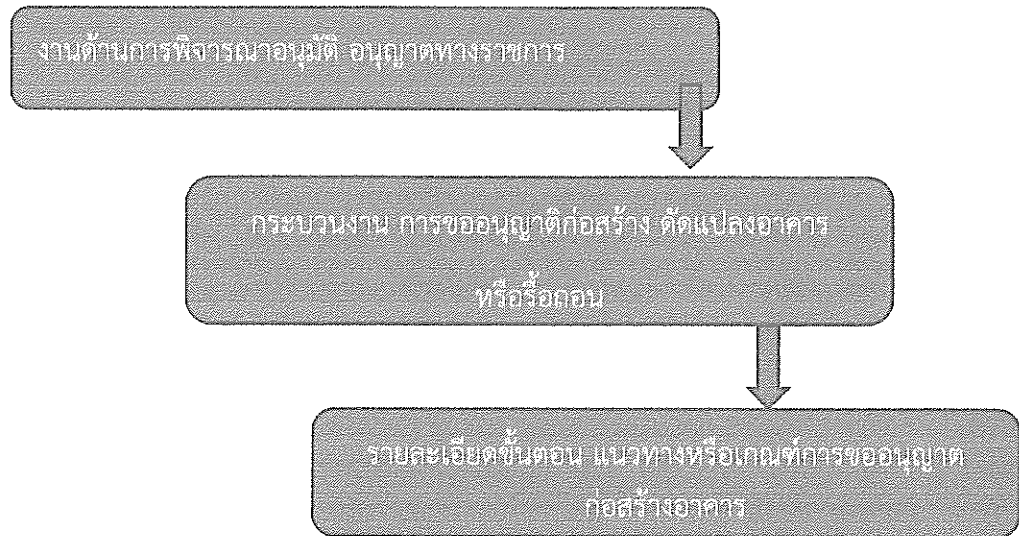 งานด้านการพิจารณาอนุมัติ อนุญาตทางราชการ
กระบวนงาน การขออนุญาติก่อสร้าง ดัดแปลงอาคาร
หรือรื้อถอน
รายละเอียดขั้นตอน แนวทางหรือเกณฑ์การขออนุญาต
ก่อสร้างอาคาร